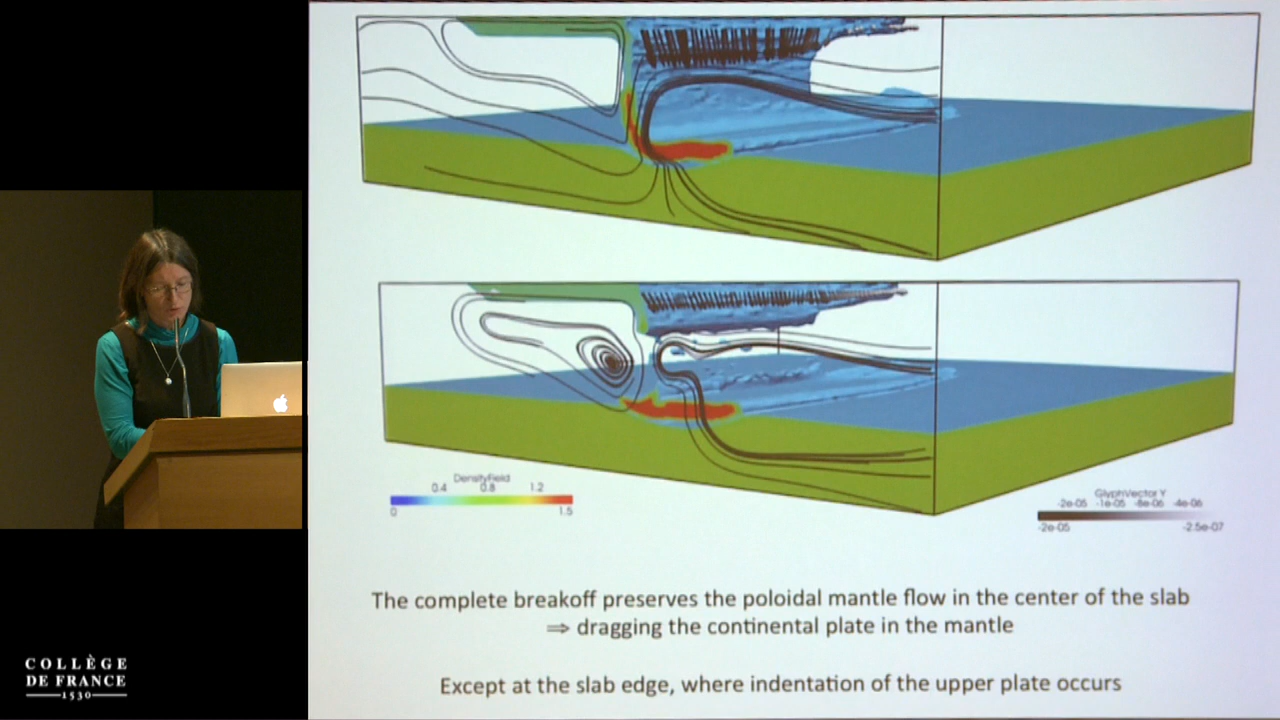 DensityField
0.4 0.8 1.2
0 1.5
GlyphVector Y
-2e-05 -1e-05 -8e-06 -4e-06
-2e-05 -2.5e-07
The complete breakoff preserves the poloidal mantle flow in the center of the slab
⇒ dragging the continental plate in the mantle
Except at the slab edge, where indentation of the upper plate occurs
COLLÈGE
DE FRANCE
1530